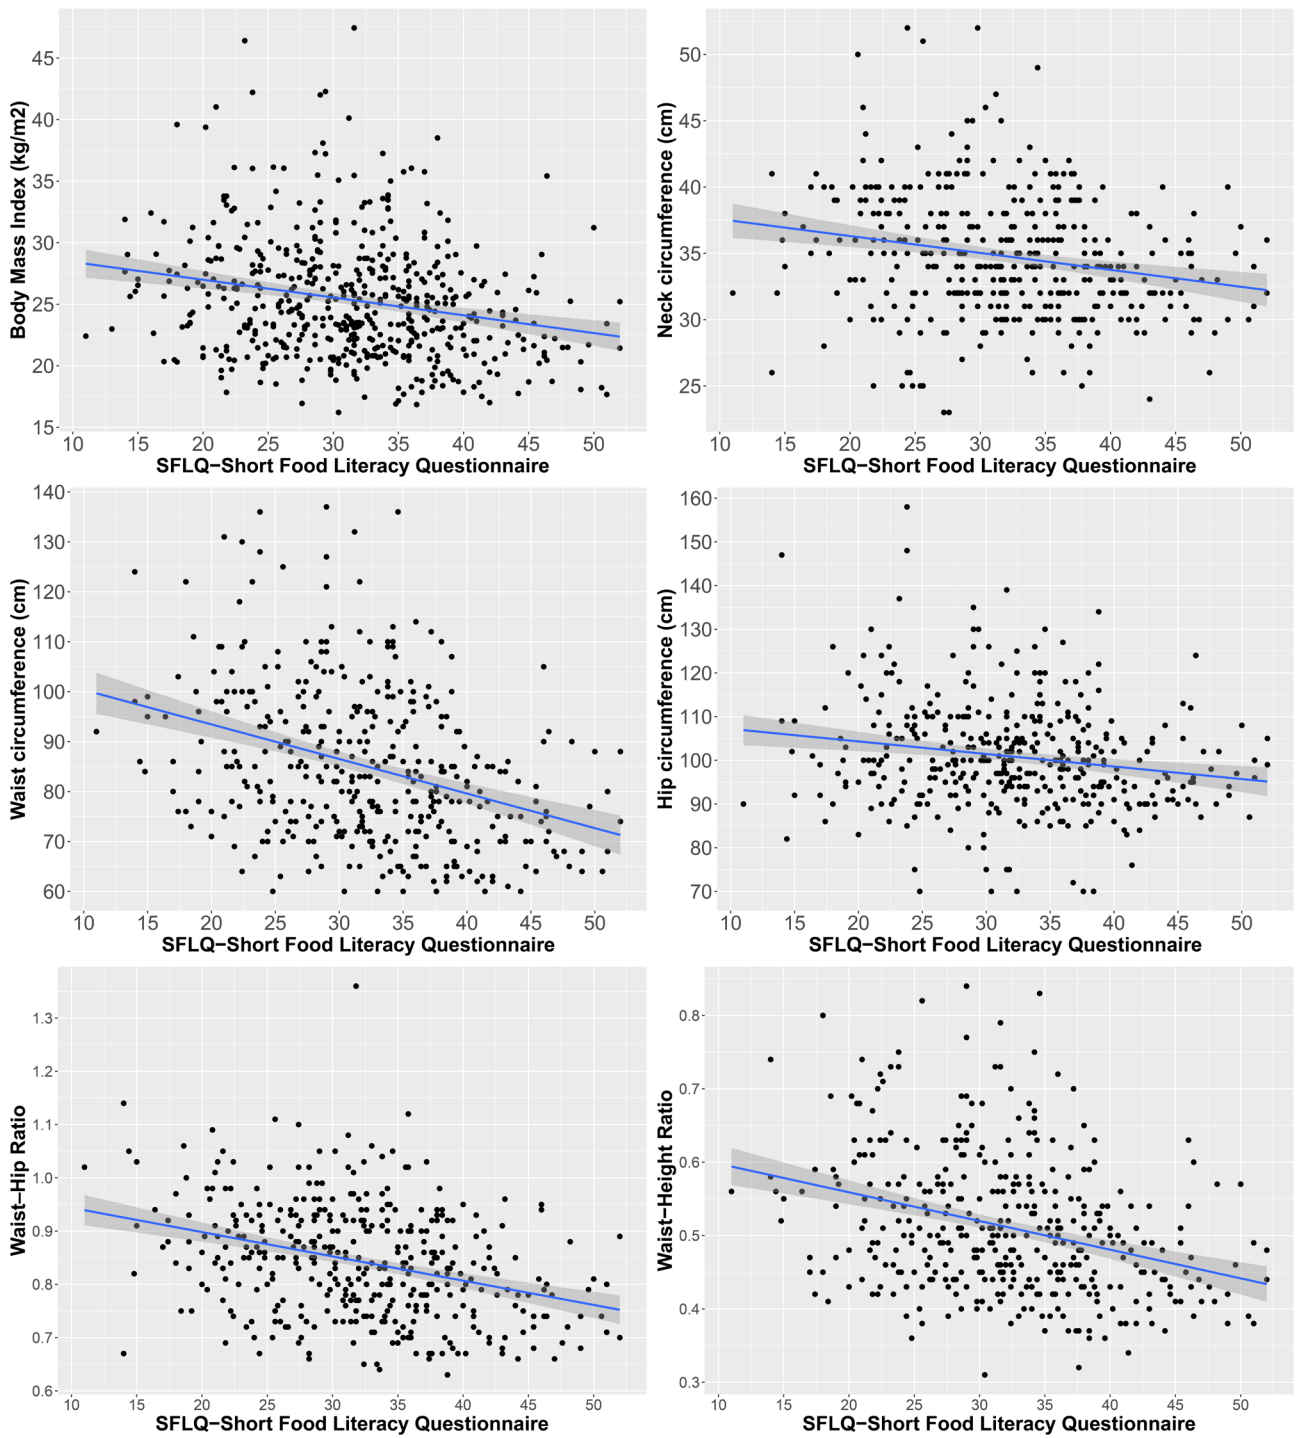 Body Mass Index (kg/m2)
45
40
35
30
25
20
15
10 15 20 25 30 35 40 45 50
SFLQ−Short Food Literacy Questionnaire
Neck circumference (cm)
50
45
40
35
30
25
10 15 20 25 30 35 40 45 50
SFLQ−Short Food Literacy Questionnaire
Waist circumference (cm)
140
130
120
110
100
90
80
70
60
10 15 20 25 30 35 40 45 50
SFLQ−Short Food Literacy Questionnaire
Hip circumference (cm)
160
150
140
130
120
110
100
90
80
70
10 15 20 25 30 35 40 45 50
SFLQ−Short Food Literacy Questionnaire
Waist−Hip Ratio
1.3
1.2
1.1
1.0
0.9
0.8
0.7
0.6
10 15 20 25 30 35 40 45 50
SFLQ−Short Food Literacy Questionnaire
Waist−Height Ratio
0.8
0.7
0.6
0.5
0.4
0.3
10 15 20 25 30 35 40 45 50
SFLQ−Short Food Literacy Questionnaire